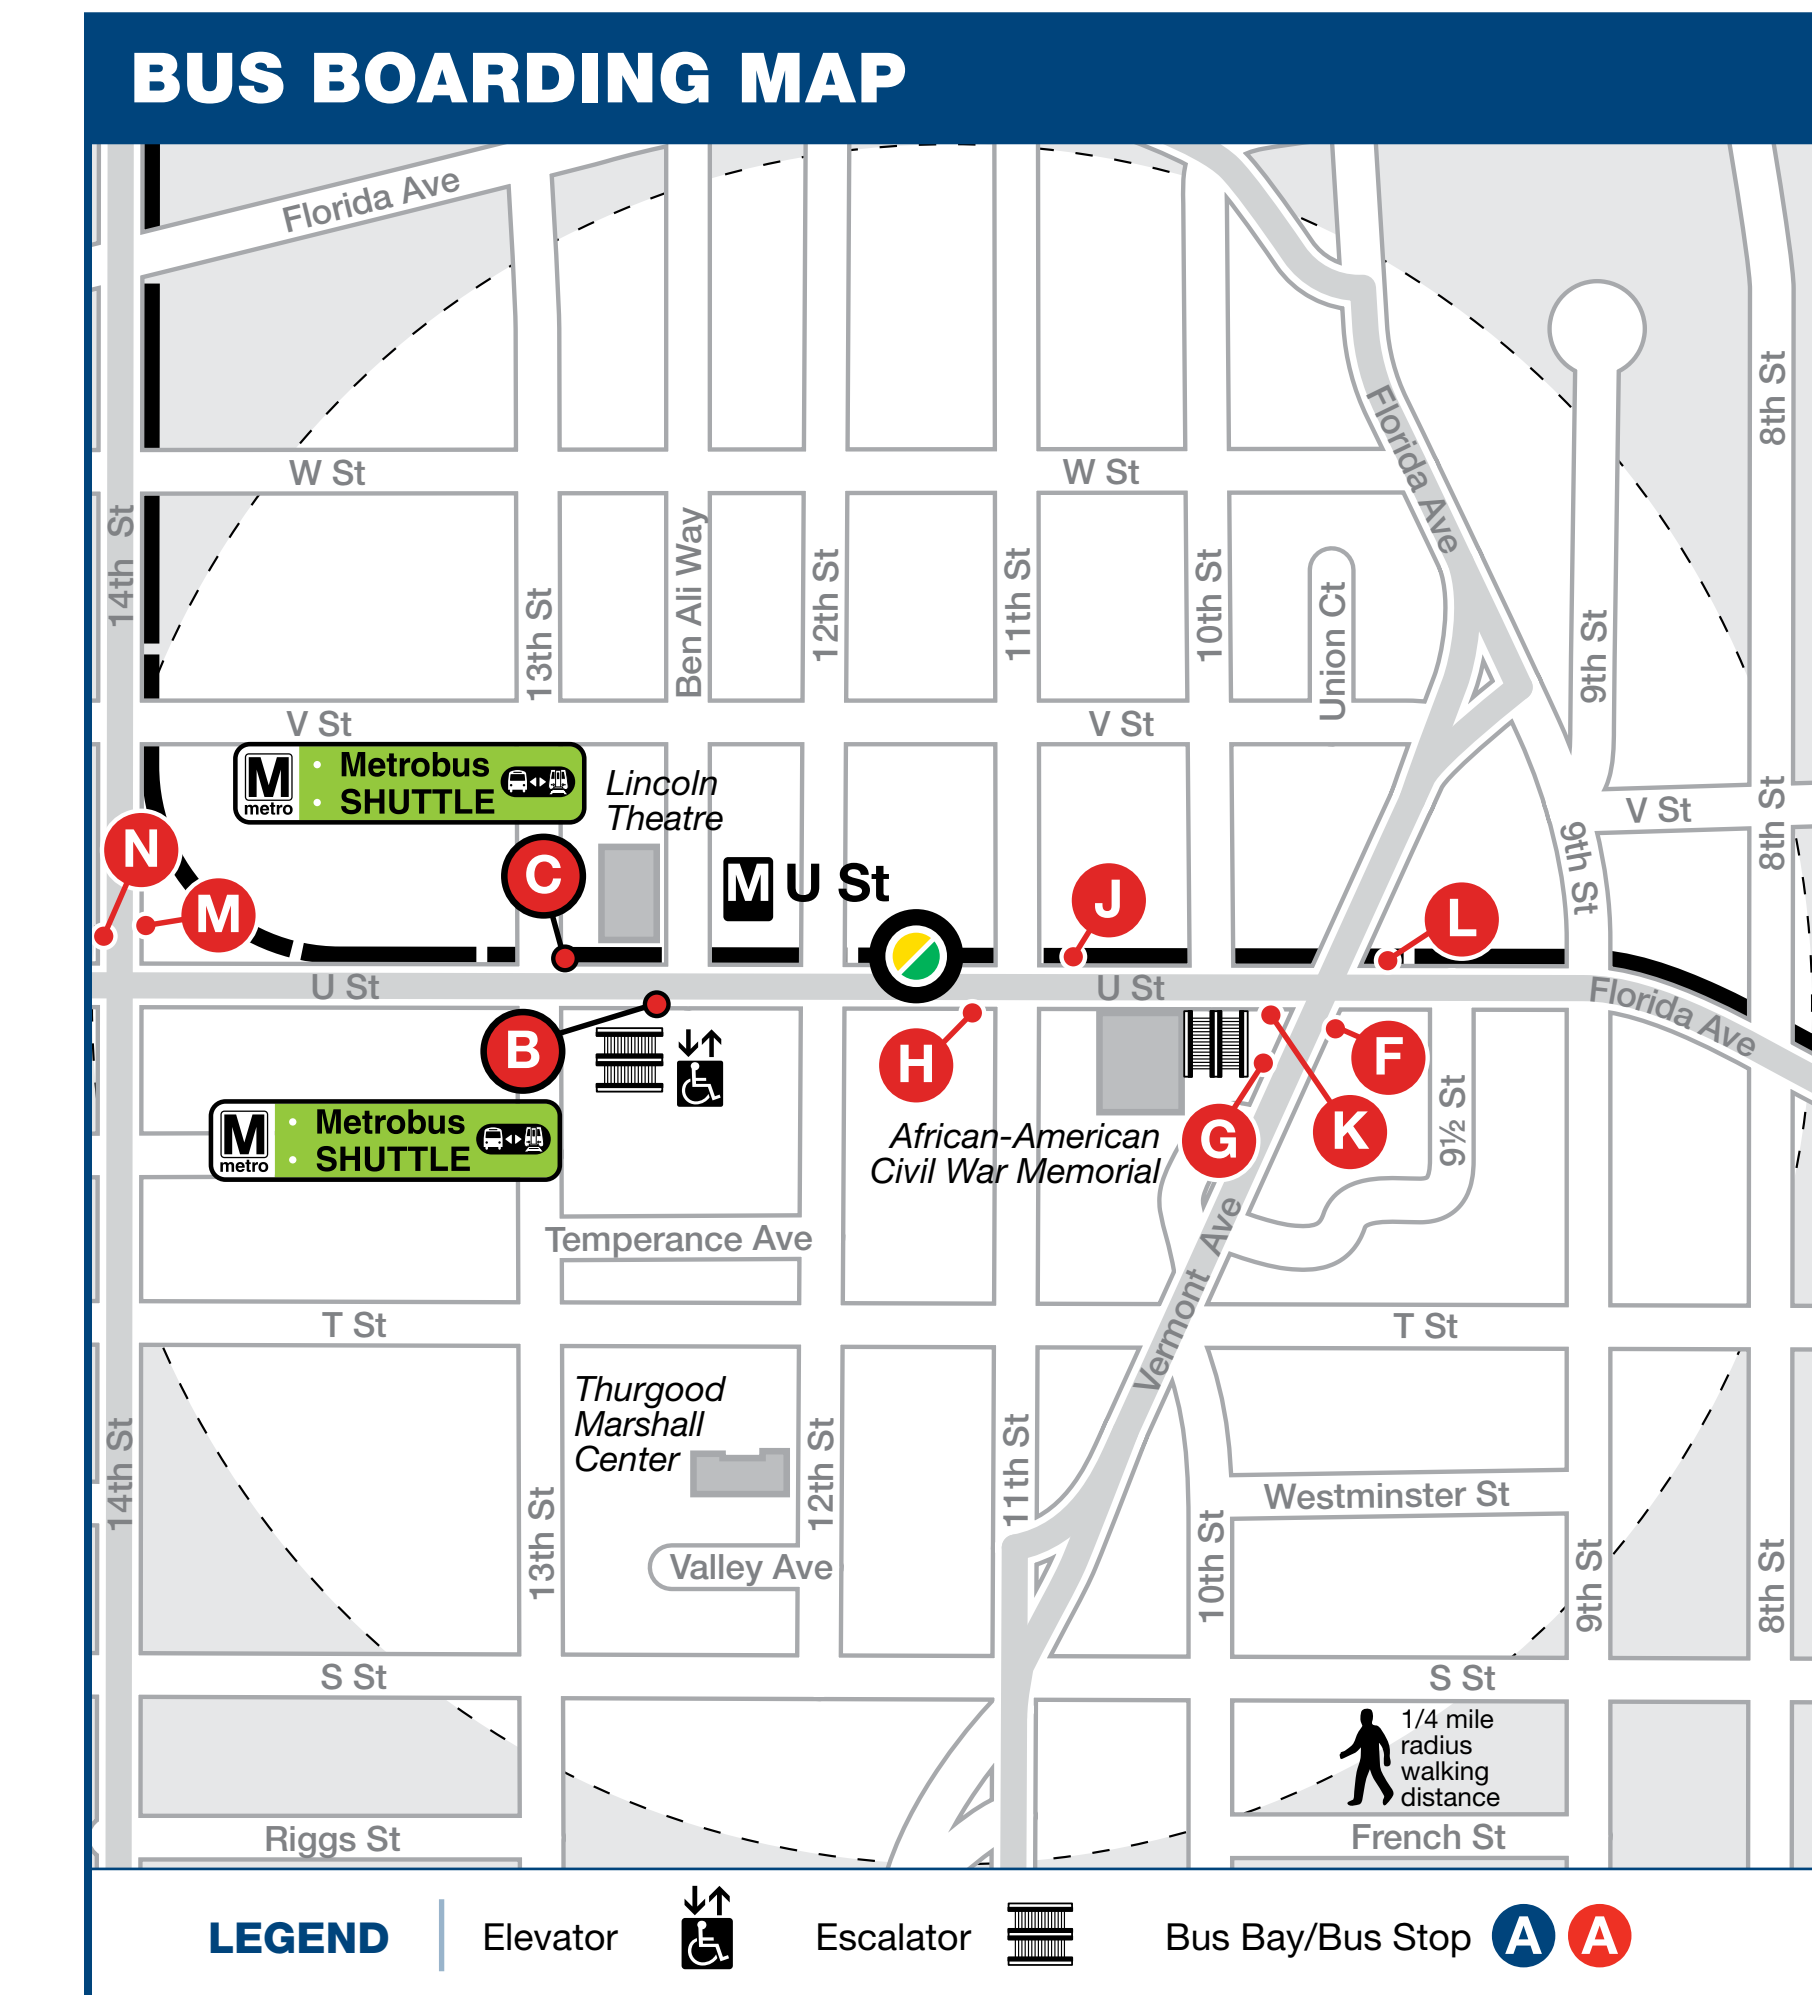 BUS BOARDING MAP
Florida Ave
Florida Ave
8th St
W St
W St
14th St
13th St
Ben Ali Way
12th St
11th St
10th St
Union Ct
9th St
V St
V St
V St
8th St
9th St
M
metro
• Metrobus
• SHUTTLE
Lincoln
Theatre
N
M
C
M U St
J
L
U St
U St
Florida Ave
B
H
F
G
K
9½ St
M
metro
• Metrobus
• SHUTTLE
African-American
Civil War Memorial
Temperance Ave
Vermont Ave
T St
T St
Thurgood
Marshall
Center
14th St
13th St
12th St
11th St
Westminster St
10th St
9th St
8th St
Valley Ave
S St
S St
1/4 mile
radius
walking
distance
Riggs St
French St
LEGEND
Elevator
Escalator
Bus Bay/Bus Stop A A